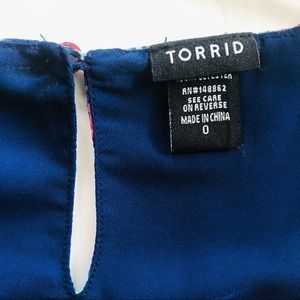 TORRID
RN#148862
SEE CARE
ON REVERSE
MADE IN CHINA
0